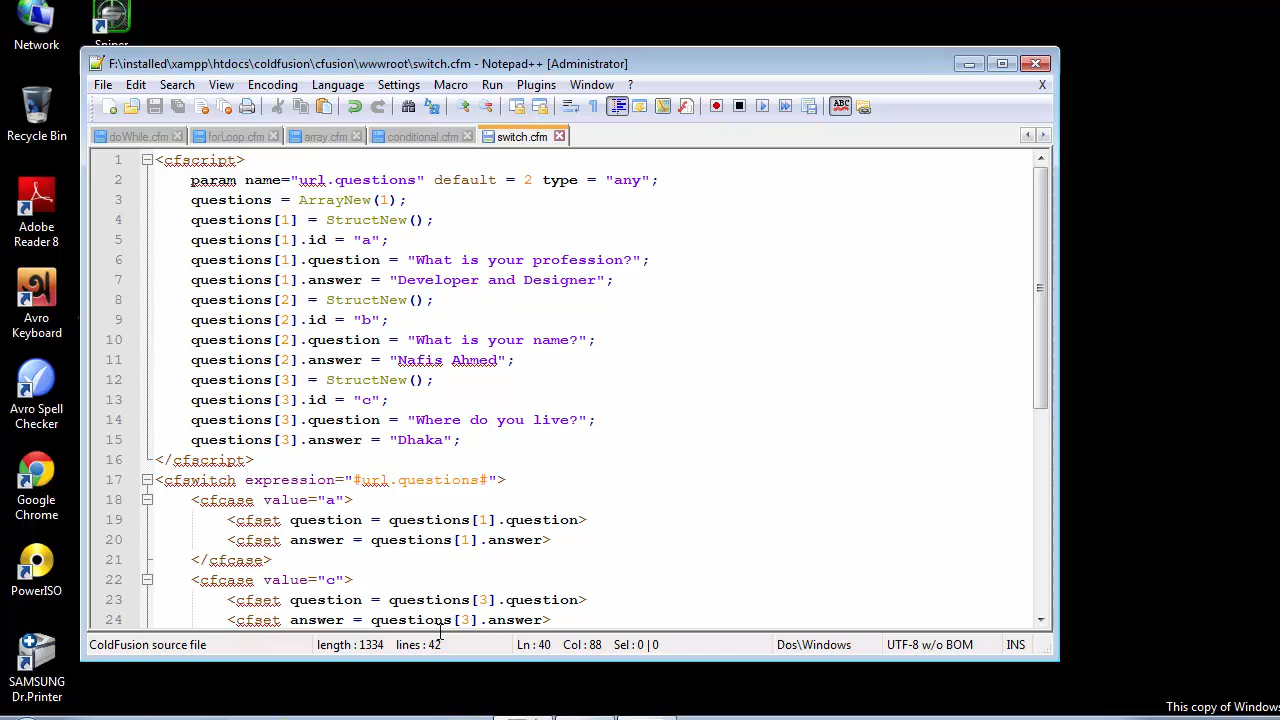 Network
Sniper
Recycle Bin
Adobe
Reader 8
Avro
Keyboard
Avro Spell
Checker
Google
Chrome
PowerISO
SAMSUNG
Dr.Printer
F:\installed\xampp\htdocs\coldfusion\cfusion\wwwroot\switch.cfm - Notepad++ [Administrator]
File Edit Search View Encoding Language Settings Macro Run Plugins Window ? X
ABC
doWhile.cfm forLoop.cfm array.cfm conditional.cfm switch.cfm
1 <cfscript>
2 param name="url.questions" default = 2 type = "any";
3 questions = ArrayNew(1);
4 questions[1] = StructNew();
5 questions[1].id = "a";
6 questions[1].question = "What is your profession?";
7 questions[1].answer = "Developer and Designer";
8 questions[2] = StructNew();
9 questions[2].id = "b";
10 questions[2].question = "What is your name?";
11 questions[2].answer = "Nafis Ahmed";
12 questions[3] = StructNew();
13 questions[3].id = "c";
14 questions[3].question = "Where do you live?";
15 questions[3].answer = "Dhaka";
16 </cfscript>
17 <cfswitch expression="#url.questions#">
18 <cfcase value="a">
19 <cfset question = questions[1].question>
20 <cfset answer = questions[1].answer>
21 </cfcase>
22 <cfcase value="c">
23 <cfset question = questions[3].question>
24 <cfset answer = questions[3].answer>
ColdFusion source file length : 1334 lines : 42 Ln : 40 Col : 88 Sel : 0 | 0 Dos\Windows UTF-8 w/o BOM INS
This copy of Windows